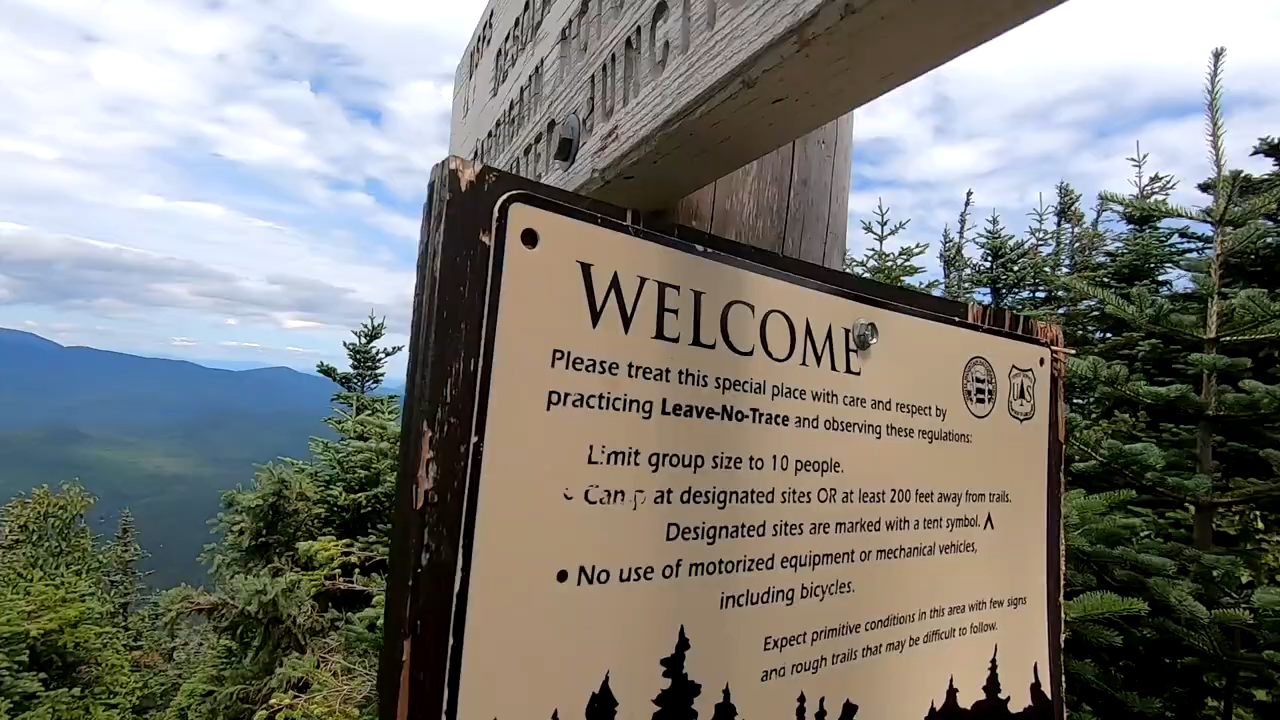 JUNCTI
WELCOME
Please treat this special place with care and respect by
practicing Leave-No-Trace and observing these regulations:
Limit group size to 10 people.
Camp at designated sites OR at least 200 feet away from trails.
Designated sites are marked with a tent symbol.
• No use of motorized equipment or mechanical vehicles,
including bicycles.
Expect primitive conditions in this area with few signs
and rough trails that may be difficult to follow.